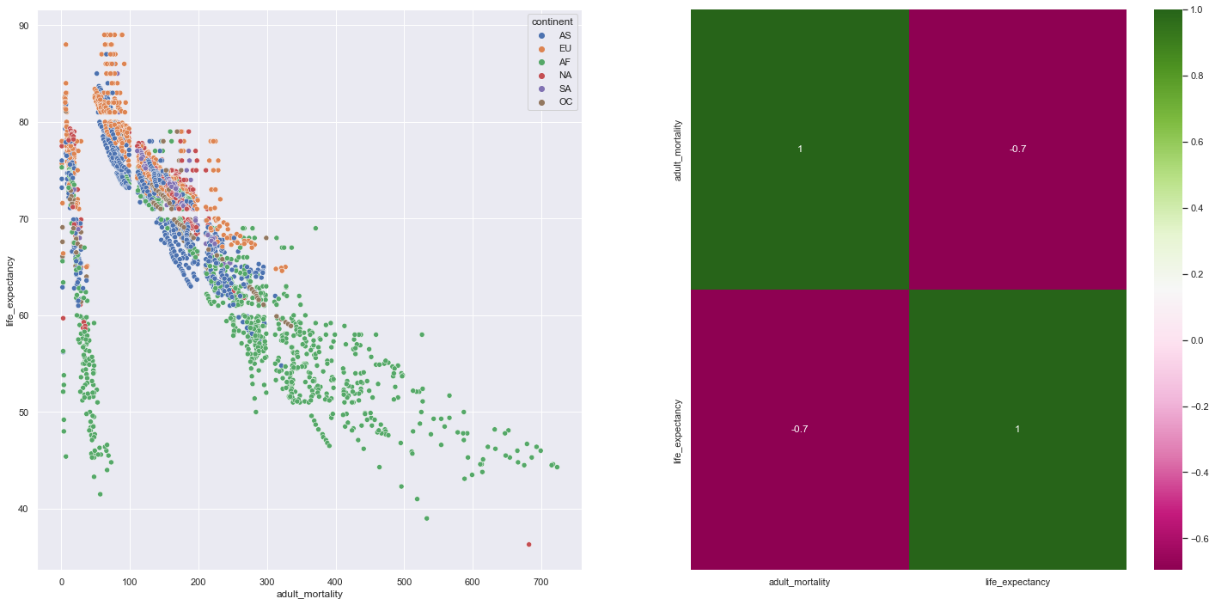 continent
AS
EU
AF
NA
SA
OC
90
80
70
60
50
40
life_expectancy
0
100
200
300
400
500
600
700
adult_mortality
adult_mortality
life_expectancy
1
-0.7
-0.7
1
adult_mortality
life_expectancy
1.0
0.8
0.6
0.4
0.2
0.0
−0.2
−0.4
−0.6